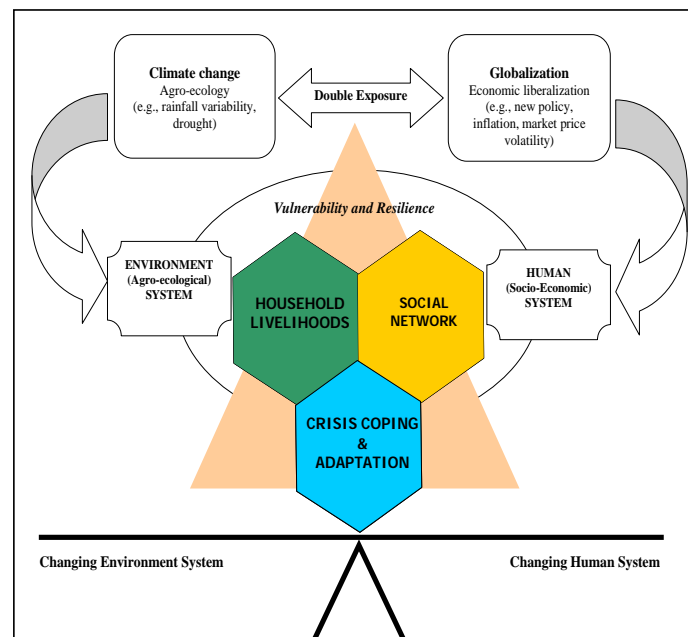 Climate change
Agro-ecology
(e.g., rainfall variability,
drought)
Double Exposure
Globalization
Economic liberalization
(e.g., new policy,
inflation, market price
volatility)
Vulnerability and Resilience
ENVIRONMENT
(Agro-ecological)
SYSTEM
HOUSEHOLD
LIVELIHOODS
SOCIAL
NETWORK
HUMAN
(Socio-Economic)
SYSTEM
CRISIS COPING
&
ADAPTATION
Changing Environment System
Changing Human System